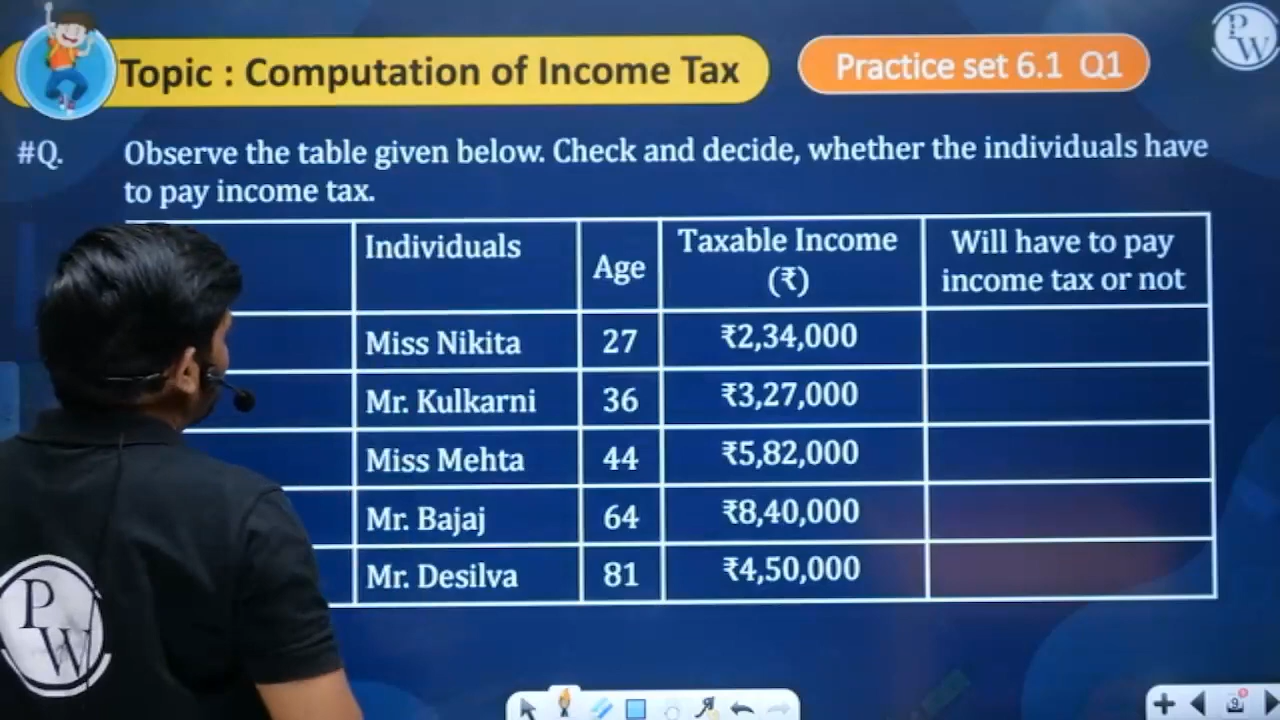 Topic : Computation of Income Tax
Practice set 6.1 Q1
PW
#Q. Observe the table given below. Check and decide, whether the individuals have
to pay income tax.
Individuals
Age
Taxable Income
(₹)
Will have to pay
income tax or not
Miss Nikita 27 ₹2,34,000
Mr. Kulkarni 36 ₹3,27,000
Miss Mehta 44 ₹5,82,000
Mr. Bajaj 64 ₹8,40,000
Mr. Desilva 81 ₹4,50,000
PW